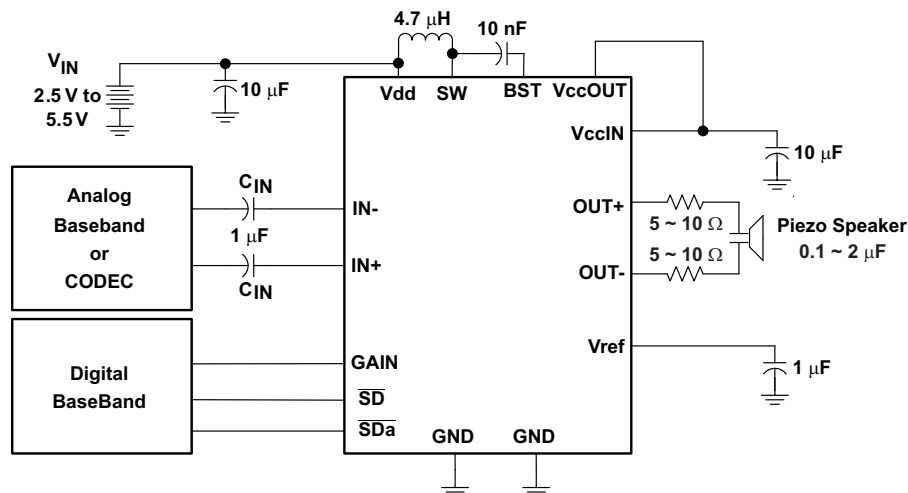 4.7 μH
10 nF
VIN
2.5 V to
5.5 V
10 μF
Vdd
SW
BST
VccOUT
VccIN
10 μF
Analog
Baseband
or
CODEC
CIN
1 μF
CIN
IN-
IN+
OUT+
5 ~ 10 Ω
5 ~ 10 Ω
OUT-
Piezo Speaker
0.1 ~ 2 μF
Digital
BaseBand
GAIN
SD
SDa
Vref
1 μF
GND
GND